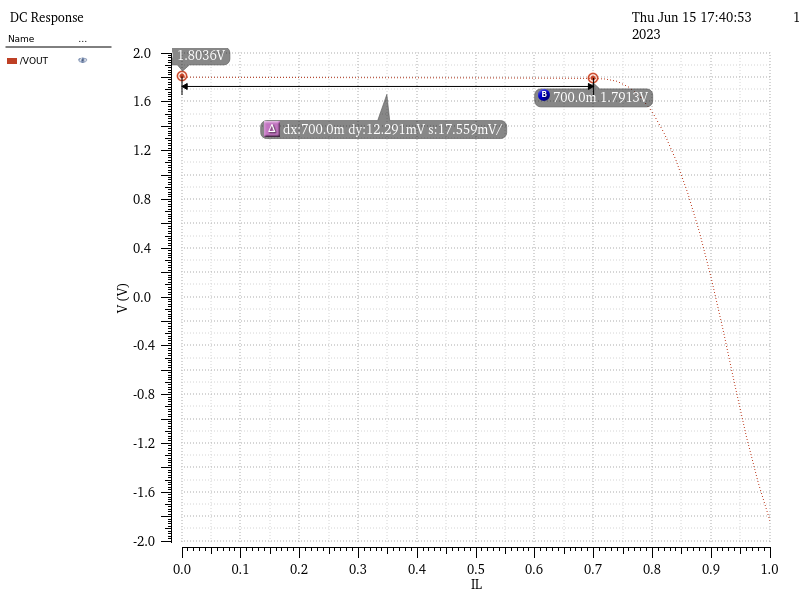 DC Response
Thu Jun 15 17:40:53
2023
1
Name
...
/VOUT
1.8036V
B 700.0m 1.7913V
Δ dx:700.0m dy:12.291mV s:17.559mV/
V (V)
2.0
1.6
1.2
0.8
0.4
0.0
-0.4
-0.8
-1.2
-1.6
-2.0
0.0 0.1 0.2 0.3 0.4 0.5 0.6 0.7 0.8 0.9 1.0
IL